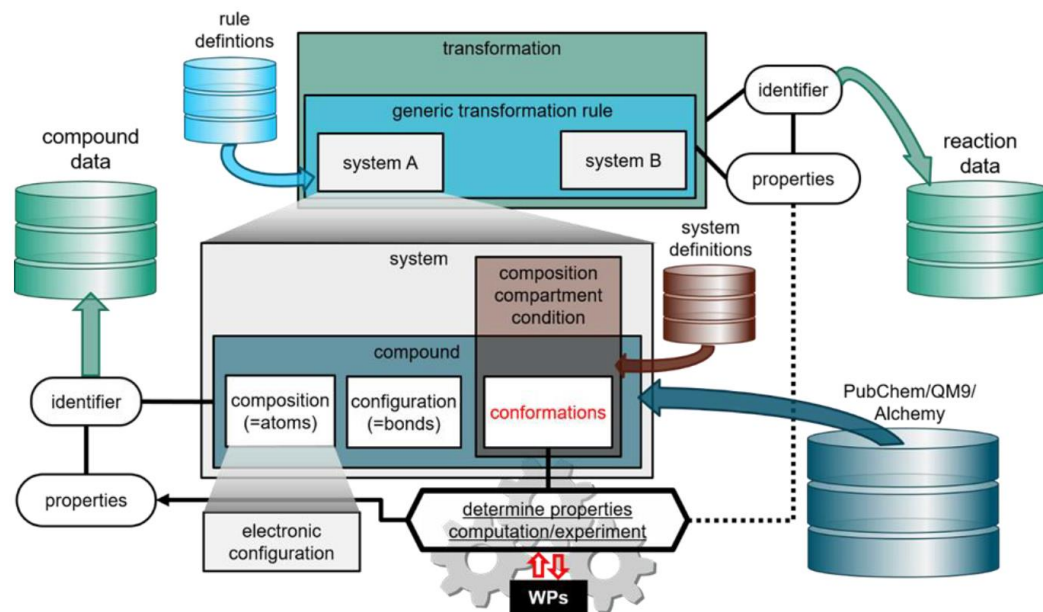 rule
defintions
transformation
generic transformation rule
system A
system B
identifier
properties
compound
data
reaction
data
system
definitions
system
composition
compartment
condition
compound
composition
(=atoms)
configuration
(=bonds)
conformations
identifier
properties
PubChem/QM9/
Alchemy
electronic
configuration
determine properties
computation/experiment
WPs